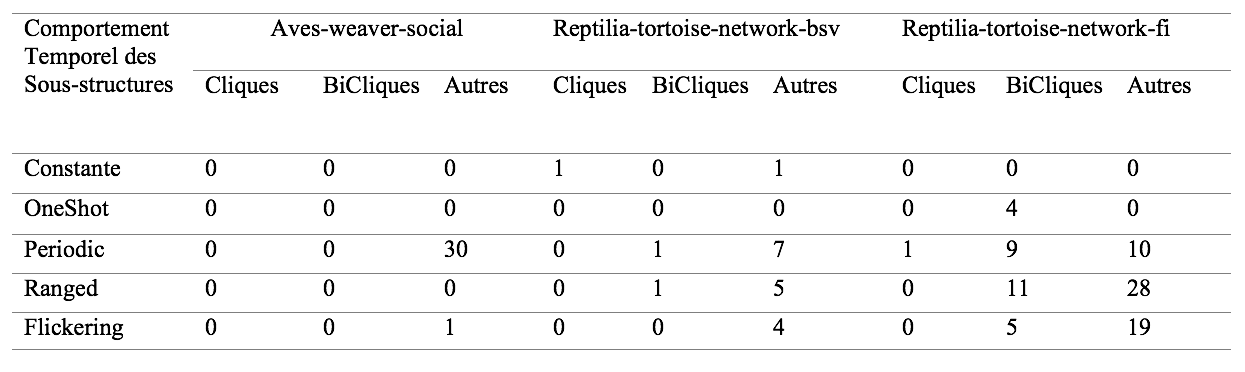 Comportement Aves-weaver-social Reptilia-tortoise-network-bsv Reptilia-tortoise-network-fi
Temporel des
Sous-structures Cliques BiCliques Autres Cliques BiCliques Autres Cliques BiCliques Autres
Constante 0 0 0 1 0 1 0 0 0
OneShot 0 0 0 0 0 0 0 4 0
Periodic 0 0 30 0 1 7 1 9 10
Ranged 0 0 0 0 1 5 0 11 28
Flickering 0 0 1 0 0 4 0 5 19